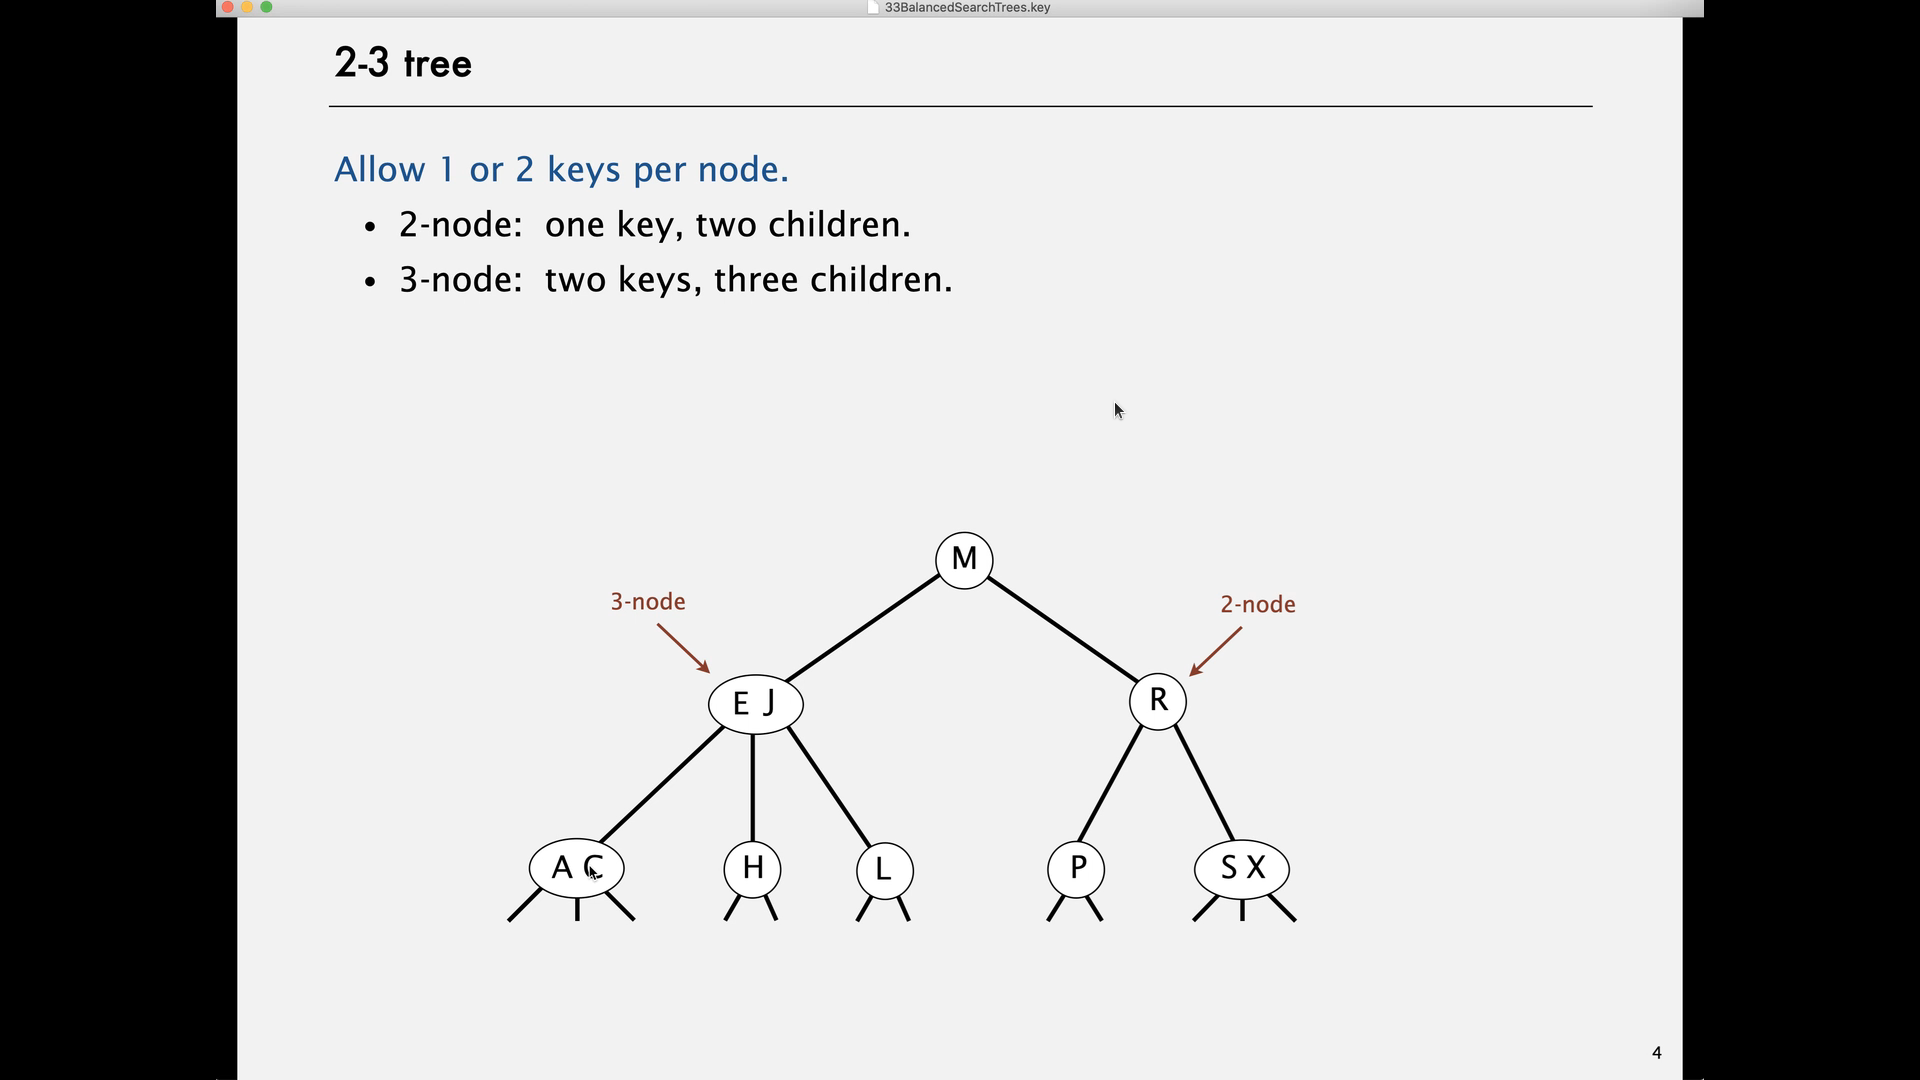 33BalancedSearchTrees.key
2-3 tree
Allow 1 or 2 keys per node.
• 2-node: one key, two children.
• 3-node: two keys, three children.
M
3-node
2-node
E J
R
A C
H
L
P
S X
4